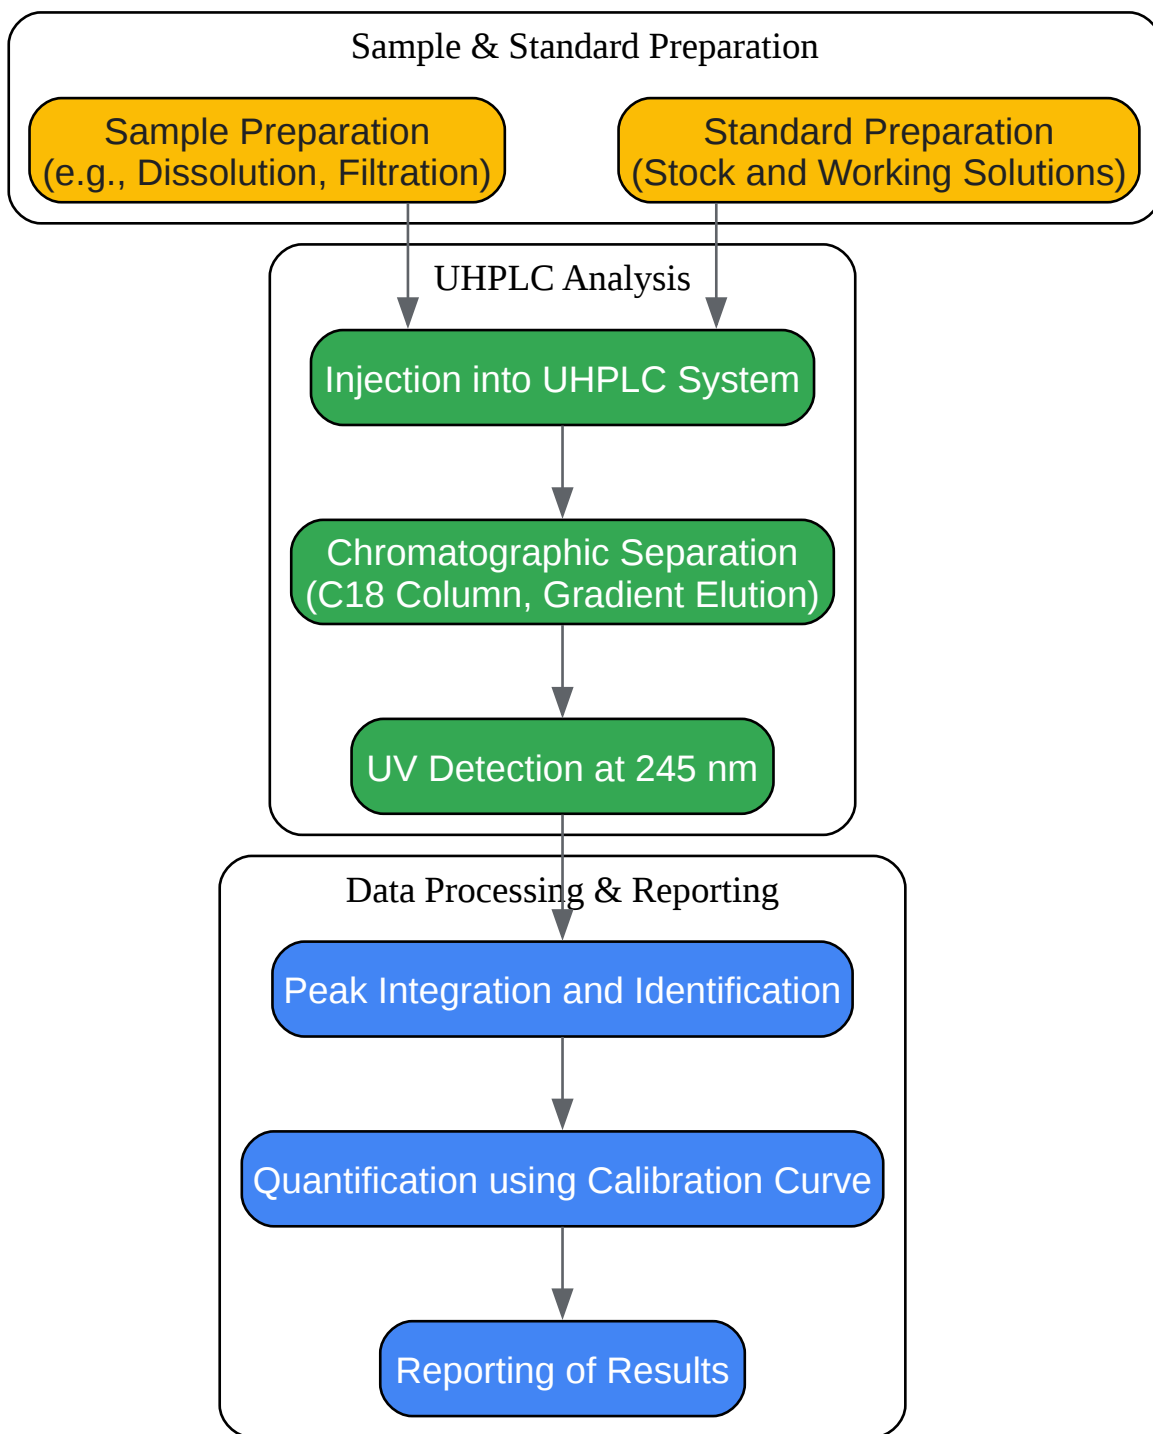 Sample & Standard Preparation
Sample Preparation
(e.g., Dissolution, Filtration)
Standard Preparation
(Stock and Working Solutions)
UHPLC Analysis
Injection into UHPLC System
Chromatographic Separation
(C18 Column, Gradient Elution)
UV Detection at 245 nm
Data Processing & Reporting
Peak Integration and Identification
Quantification using Calibration Curve
Reporting of Results